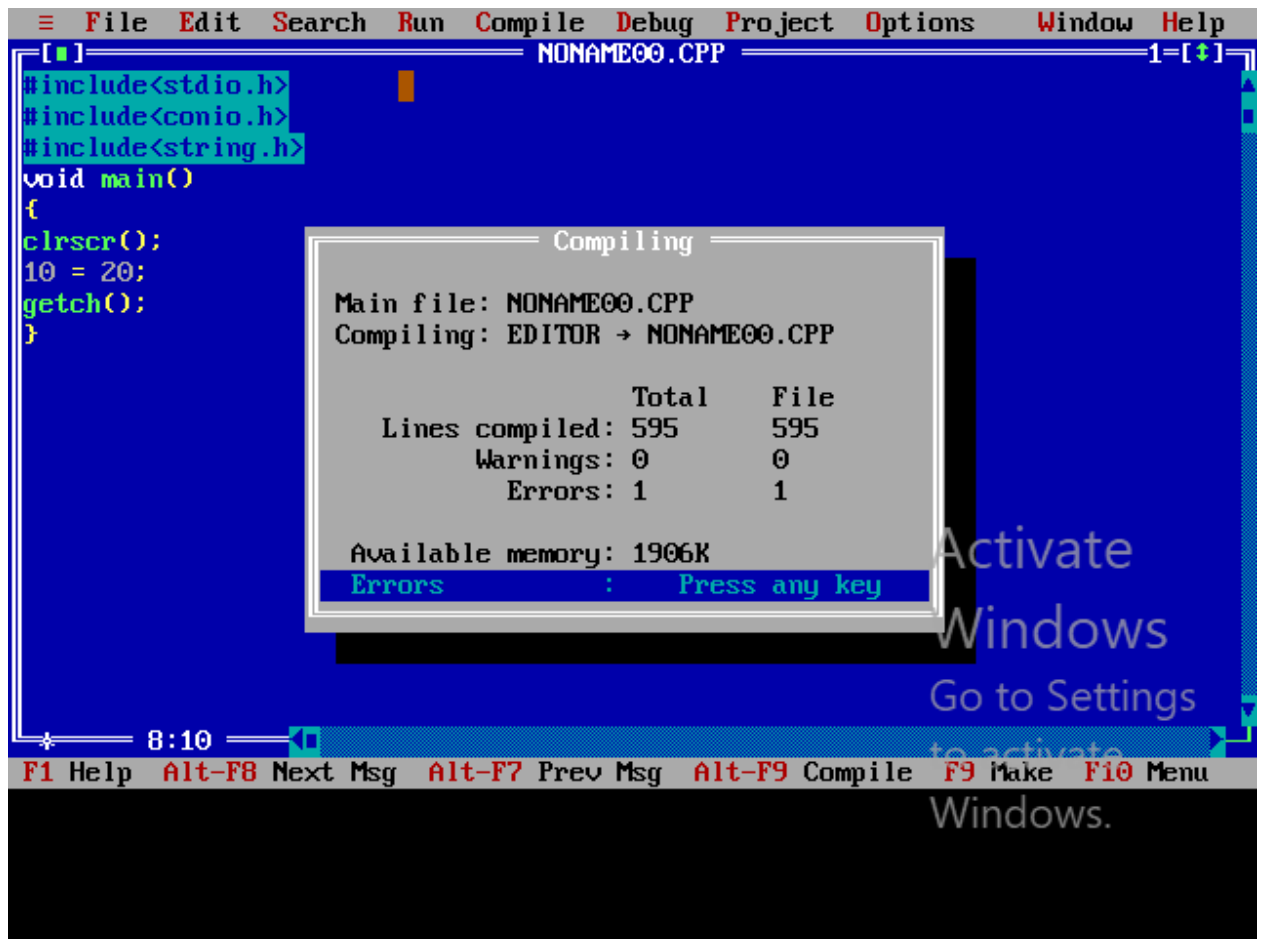 ≡ File Edit Search Run Compile Debug Project Options Window Help
[■] NONAME00.CPP 1=[↕]
#include<stdio.h>
#include<conio.h>
#include<string.h>
void main()
{
clrscr();
10 = 20;
getch();
}
Compiling
Main file: NONAME00.CPP
Compiling: EDITOR → NONAME00.CPP
Total File
Lines compiled: 595 595
Warnings: 0 0
Errors: 1 1
Available memory: 1906K
Errors : Press any key
Activate
Windows
Go to Settings
to activate
Windows.
8:10
F1 Help Alt-F8 Next Msg Alt-F7 Prev Msg Alt-F9 Compile F9 Make F10 Menu